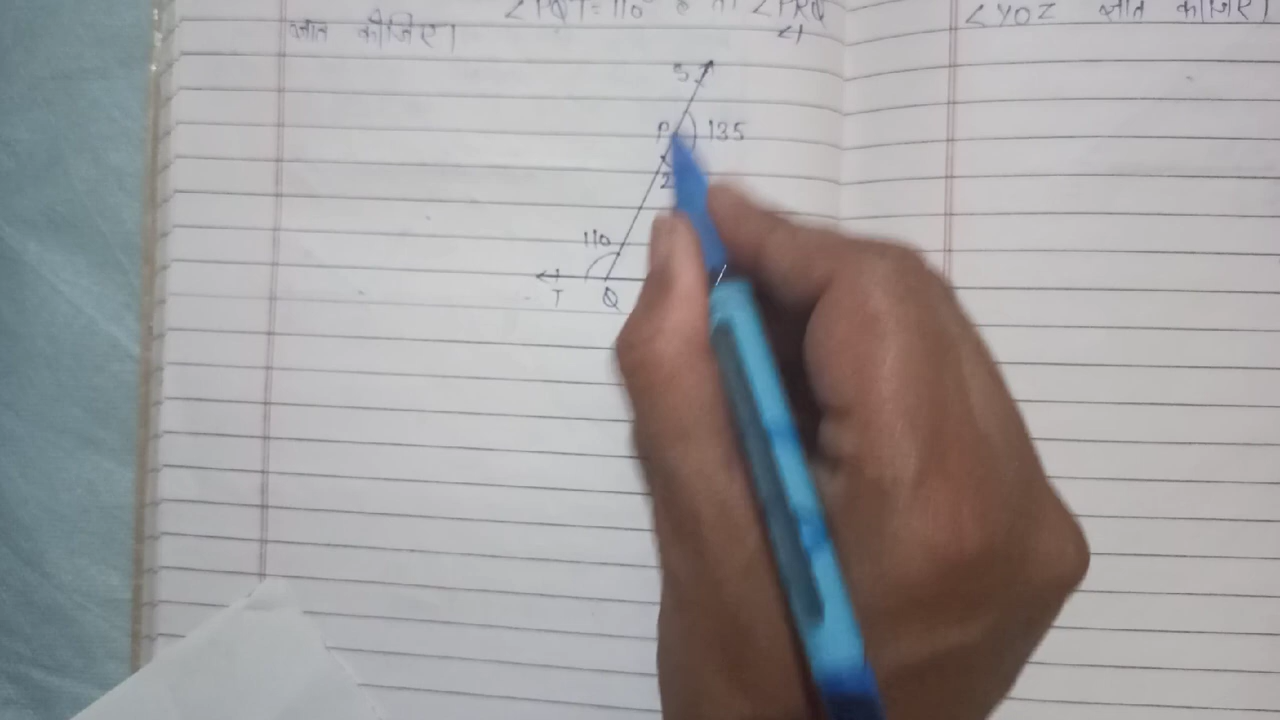 ∠PQT=110° है तो ∠PRQ
ज्ञात कीजिए।
∠YOZ ज्ञात कीजिए।
S
P 135
2
110
T Q